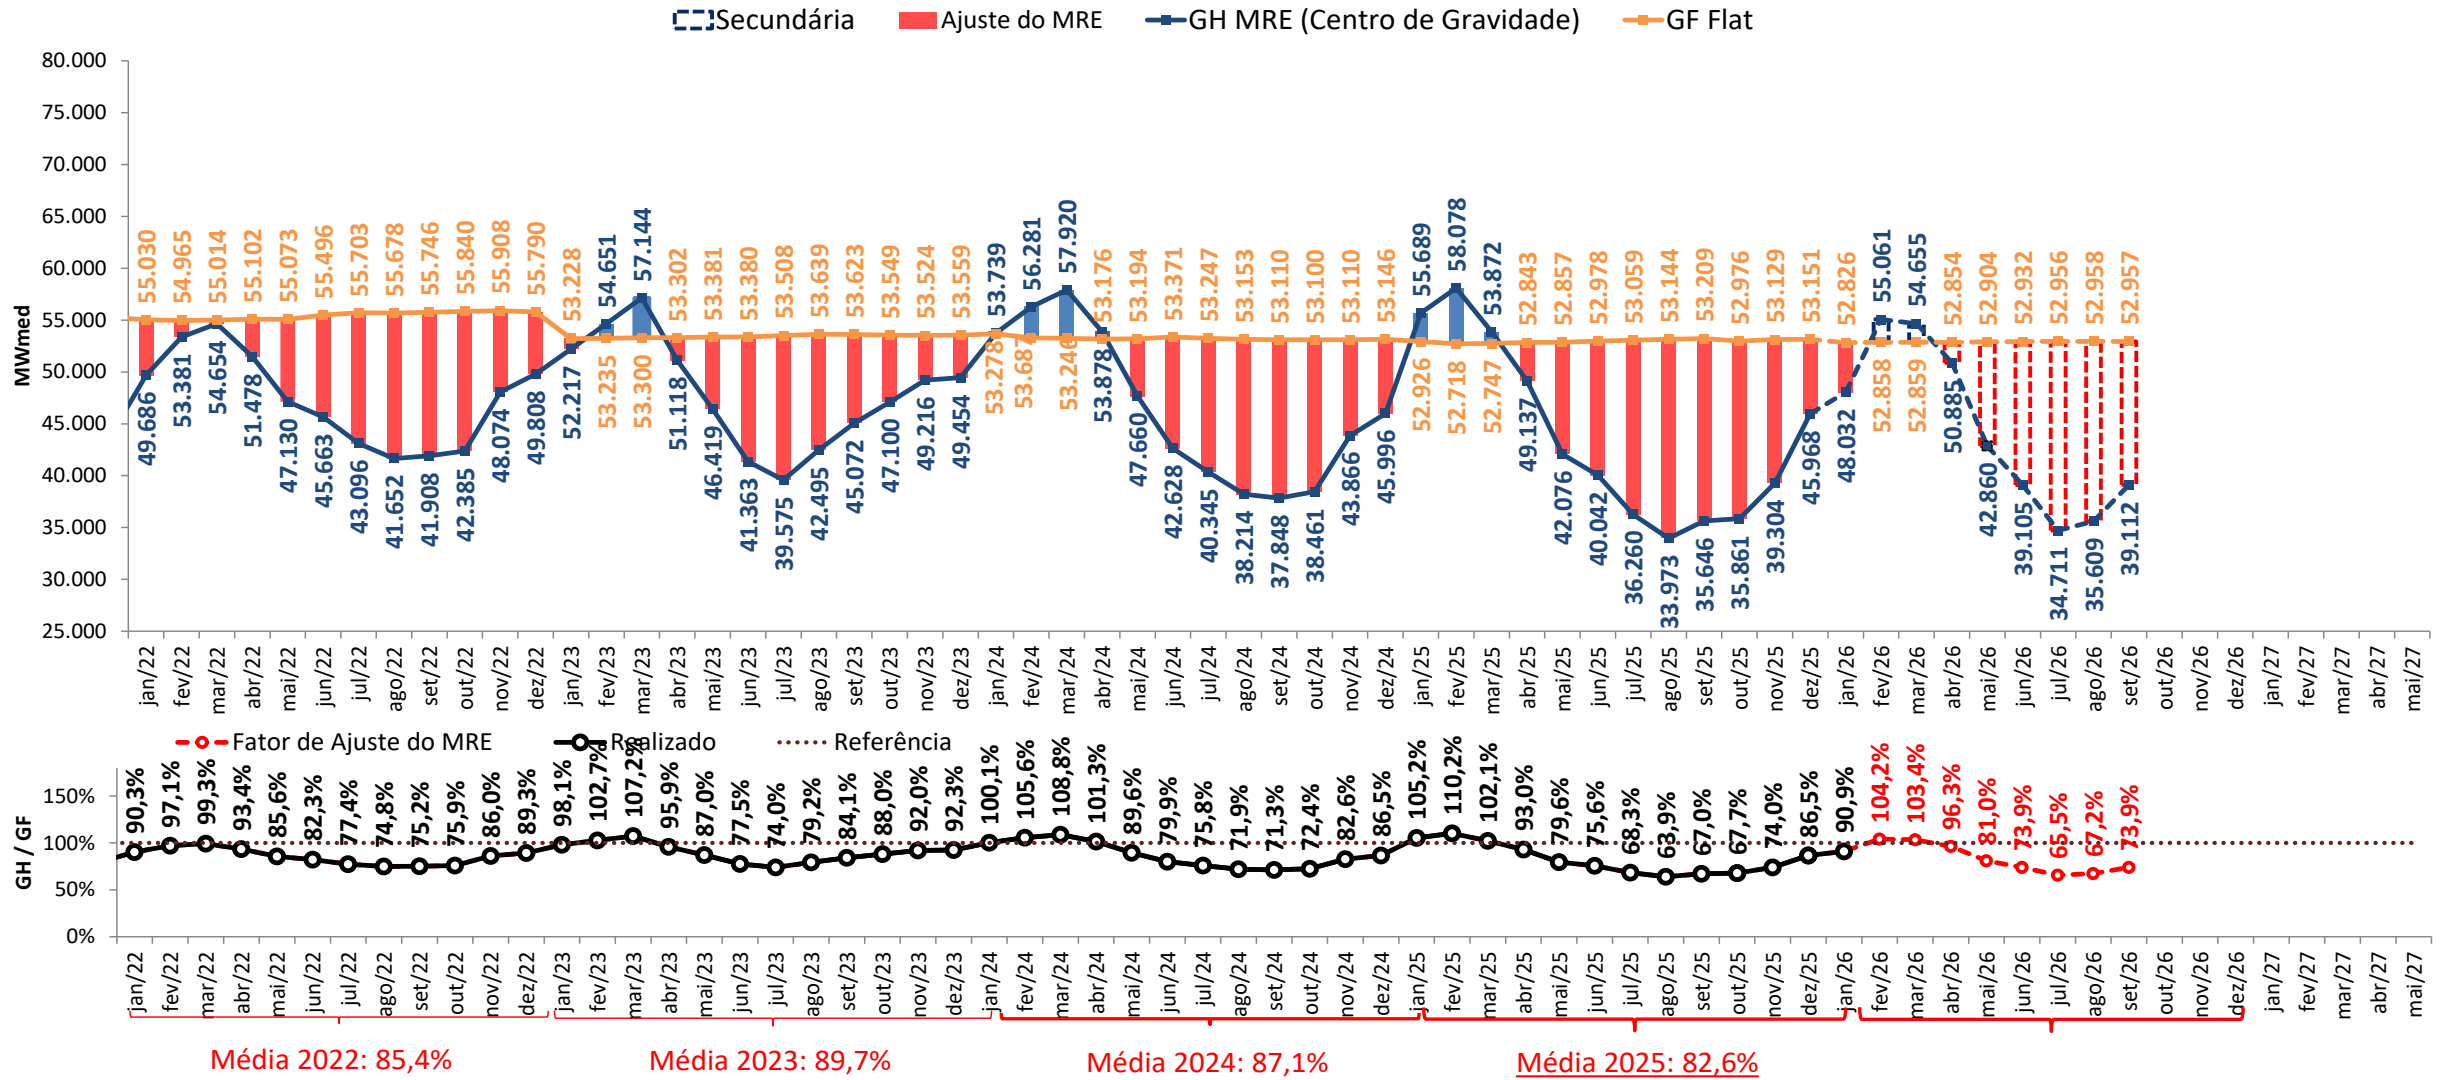 Secundária Ajuste do MRE GH MRE (Centro de Gravidade) GF Flat
MWmed
80.000
75.000
70.000
65.000
60.000
55.000
50.000
45.000
40.000
35.000
30.000
25.000
55.030 54.965 55.014 55.102 55.073 55.496 55.703 55.678 55.746 55.840 55.908 55.790 53.228 54.651 57.144 53.302 53.381 53.380 53.508 53.639 53.623 53.549 53.524 53.559 53.739 56.281 57.920 53.176 53.194 53.371 53.247 53.153 53.110 53.100 53.110 53.146 55.689 58.078 53.872 52.843 52.857 52.978 53.059 53.144 53.209 52.976 53.129 53.151 52.826 55.061 54.655 52.854 52.904 52.932 52.956 52.958 52.957
49.686 53.381 54.654 51.478 47.130 45.663 43.096 41.652 41.908 42.385 48.074 49.808 52.217 53.235 53.300 51.118 46.419 41.363 39.575 42.495 45.072 47.100 49.216 49.454 53.278 53.68 53.246 53.878 47.660 42.628 40.345 38.214 37.848 38.461 43.866 45.996 52.926 52.718 52.747 49.137 42.076 40.042 36.260 33.973 35.646 35.861 39.304 45.968 48.032 52.858 52.859 50.885 42.860 39.105 34.711 35.609 39.112
jan/22 fev/22 mar/22 abr/22 mai/22 jun/22 jul/22 ago/22 set/22 out/22 nov/22 dez/22 jan/23 fev/23 mar/23 abr/23 mai/23 jun/23 jul/23 ago/23 set/23 out/23 nov/23 dez/23 jan/24 fev/24 mar/24 abr/24 mai/24 jun/24 jul/24 ago/24 set/24 out/24 nov/24 dez/24 jan/25 fev/25 mar/25 abr/25 mai/25 jun/25 jul/25 ago/25 set/25 out/25 nov/25 dez/25 jan/26 fev/26 mar/26 abr/26 mai/26 jun/26 jul/26 ago/26 set/26 out/26 nov/26 dez/26 jan/27 fev/27 mar/27 abr/27 mai/27
Fator de Ajuste do MRE Realizado Referência
GH / GF
150%
100%
50%
0%
90,3% 97,1% 99,3% 93,4% 85,6% 82,3% 77,4% 74,8% 75,2% 75,9% 86,0% 89,3% 98,1% 102,7% 107,2% 95,9% 87,0% 77,5% 74,0% 79,2% 84,1% 88,0% 92,0% 92,3% 100,1% 105,6% 108,8% 101,3% 89,6% 79,9% 75,8% 71,9% 71,3% 72,4% 82,6% 86,5% 105,2% 110,2% 102,1% 93,0% 79,6% 75,6% 68,3% 63,9% 67,0% 67,7% 74,0% 86,5% 90,9% 104,2% 103,4% 96,3% 81,0% 73,9% 65,5% 67,2% 73,9%
jan/22 fev/22 mar/22 abr/22 mai/22 jun/22 jul/22 ago/22 set/22 out/22 nov/22 dez/22 jan/23 fev/23 mar/23 abr/23 mai/23 jun/23 jul/23 ago/23 set/23 out/23 nov/23 dez/23 jan/24 fev/24 mar/24 abr/24 mai/24 jun/24 jul/24 ago/24 set/24 out/24 nov/24 dez/24 jan/25 fev/25 mar/25 abr/25 mai/25 jun/25 jul/25 ago/25 set/25 out/25 nov/25 dez/25 jan/26 fev/26 mar/26 abr/26 mai/26 jun/26 jul/26 ago/26 set/26 out/26 nov/26 dez/26 jan/27 fev/27 mar/27 abr/27 mai/27
Média 2022: 85,4% Média 2023: 89,7% Média 2024: 87,1% Média 2025: 82,6%